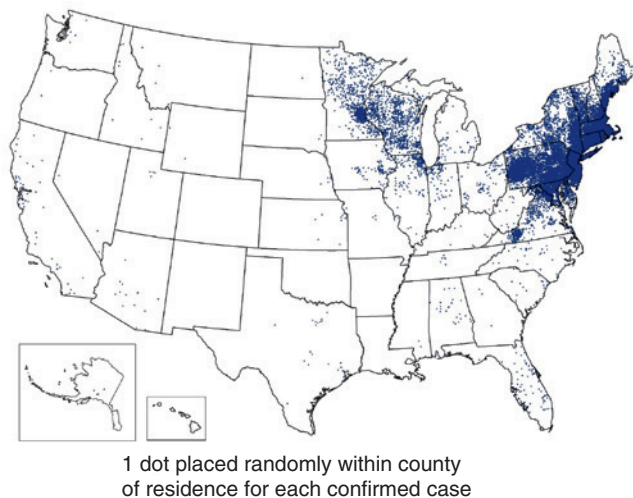 1 dot placed randomly within county
of residence for each confirmed case